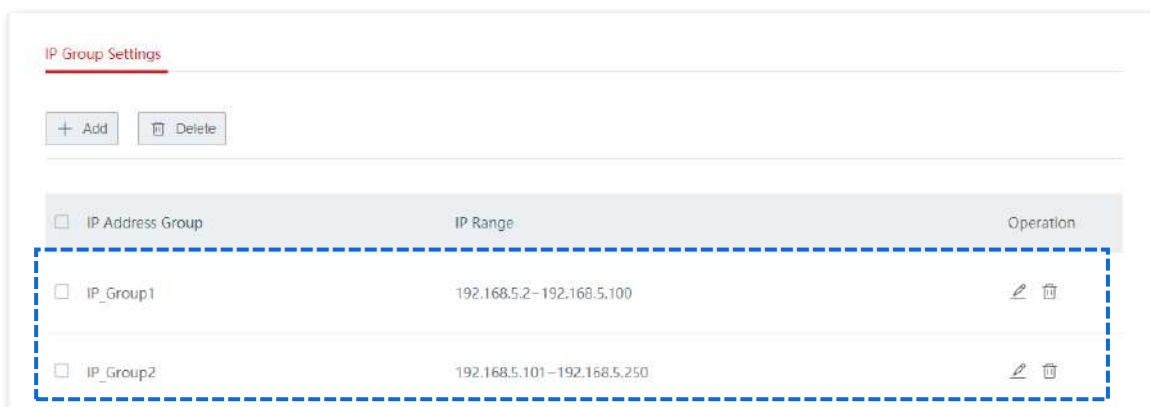 IP Group Settings
+ Add Delete
IP Address Group IP Range Operation
IP_Group1 192.168.5.2~192.168.5.100
IP_Group2 192.168.5.101~192.168.5.250